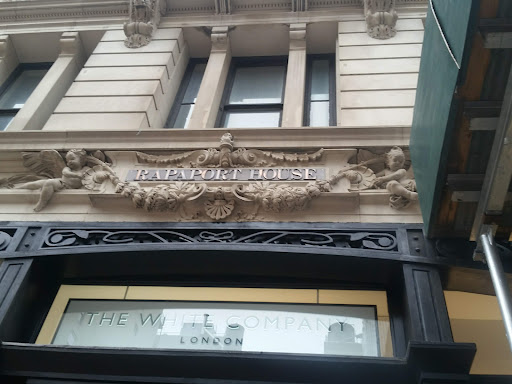 RAPAPORT HOUSE
THE WHITE COMPANY
LONDON